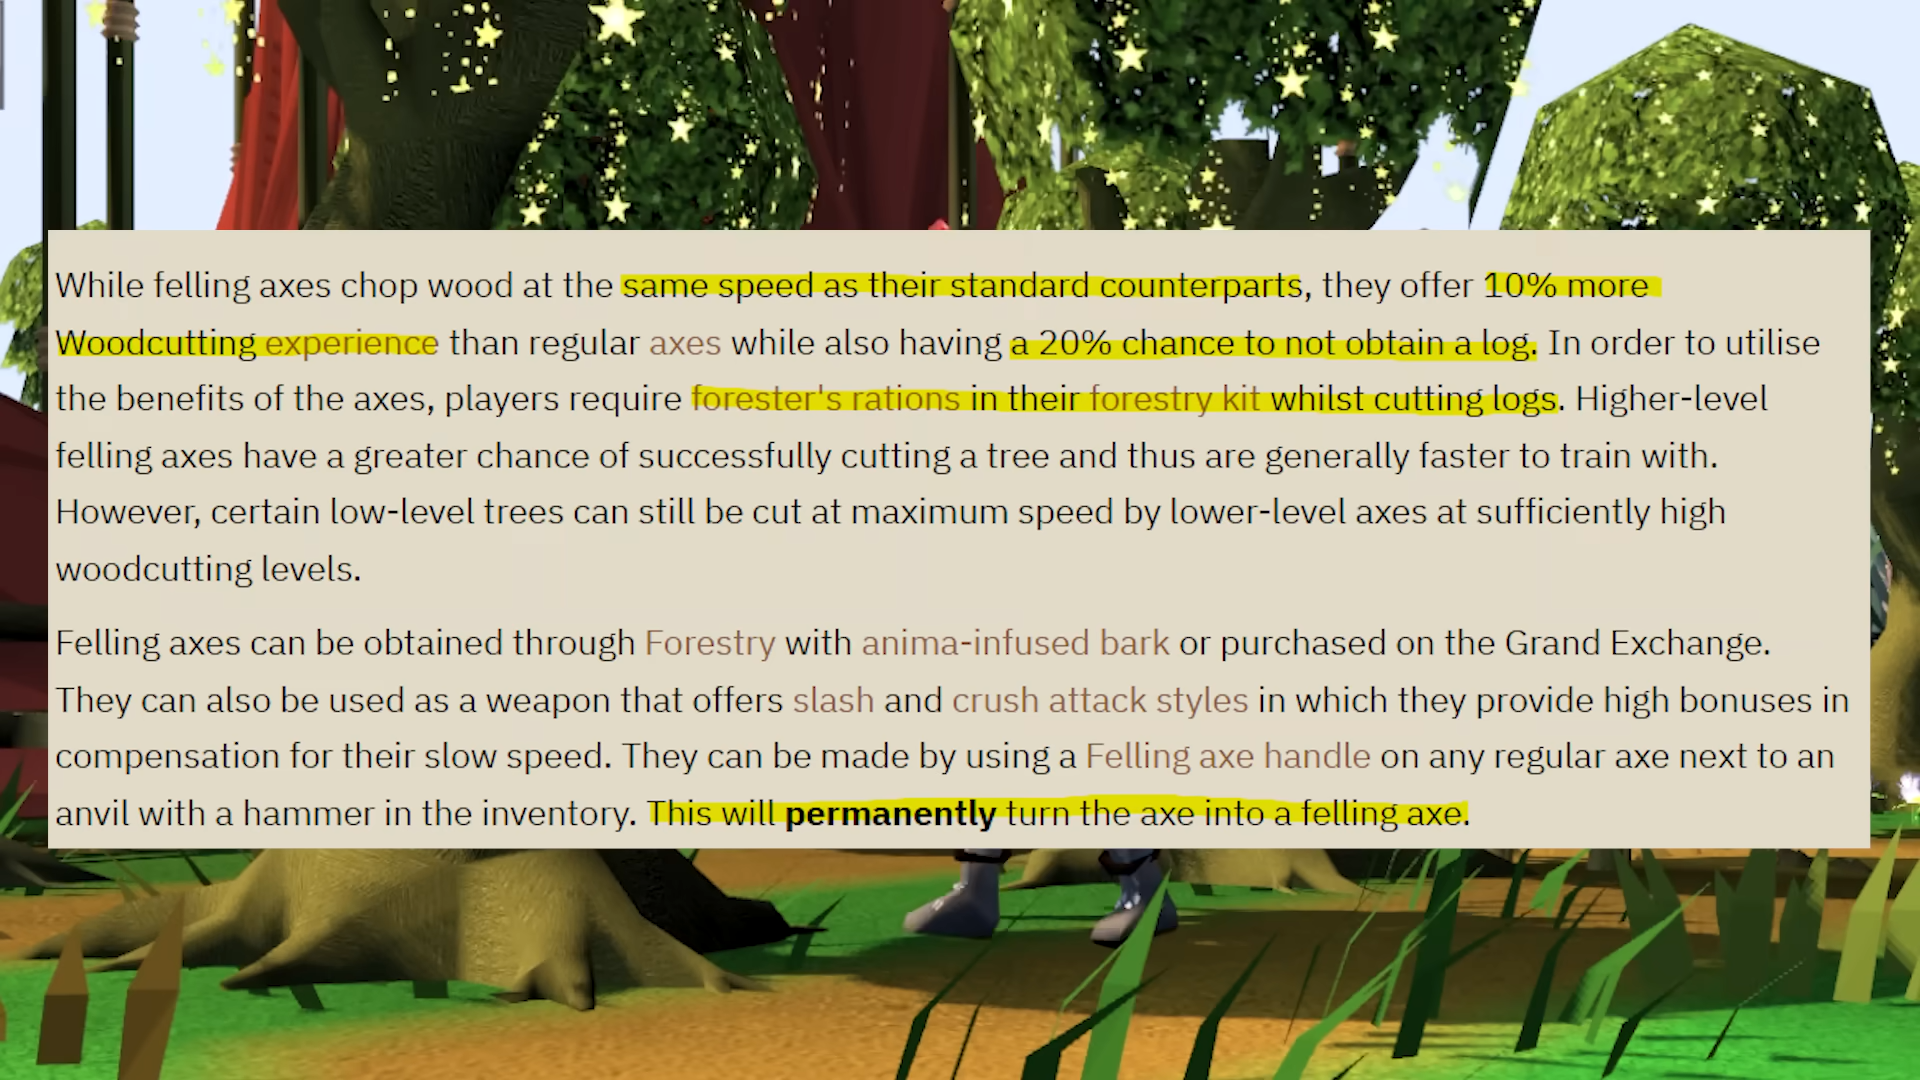 While felling axes chop wood at the same speed as their standard counterparts, they offer 10% more
Woodcutting experience than regular axes while also having a 20% chance to not obtain a log. In order to utilise
the benefits of the axes, players require forester's rations in their forestry kit whilst cutting logs. Higher-level
felling axes have a greater chance of successfully cutting a tree and thus are generally faster to train with.
However, certain low-level trees can still be cut at maximum speed by lower-level axes at sufficiently high
woodcutting levels.
Felling axes can be obtained through Forestry with anima-infused bark or purchased on the Grand Exchange.
They can also be used as a weapon that offers slash and crush attack styles in which they provide high bonuses in
compensation for their slow speed. They can be made by using a Felling axe handle on any regular axe next to an
anvil with a hammer in the inventory. This will permanently turn the axe into a felling axe.